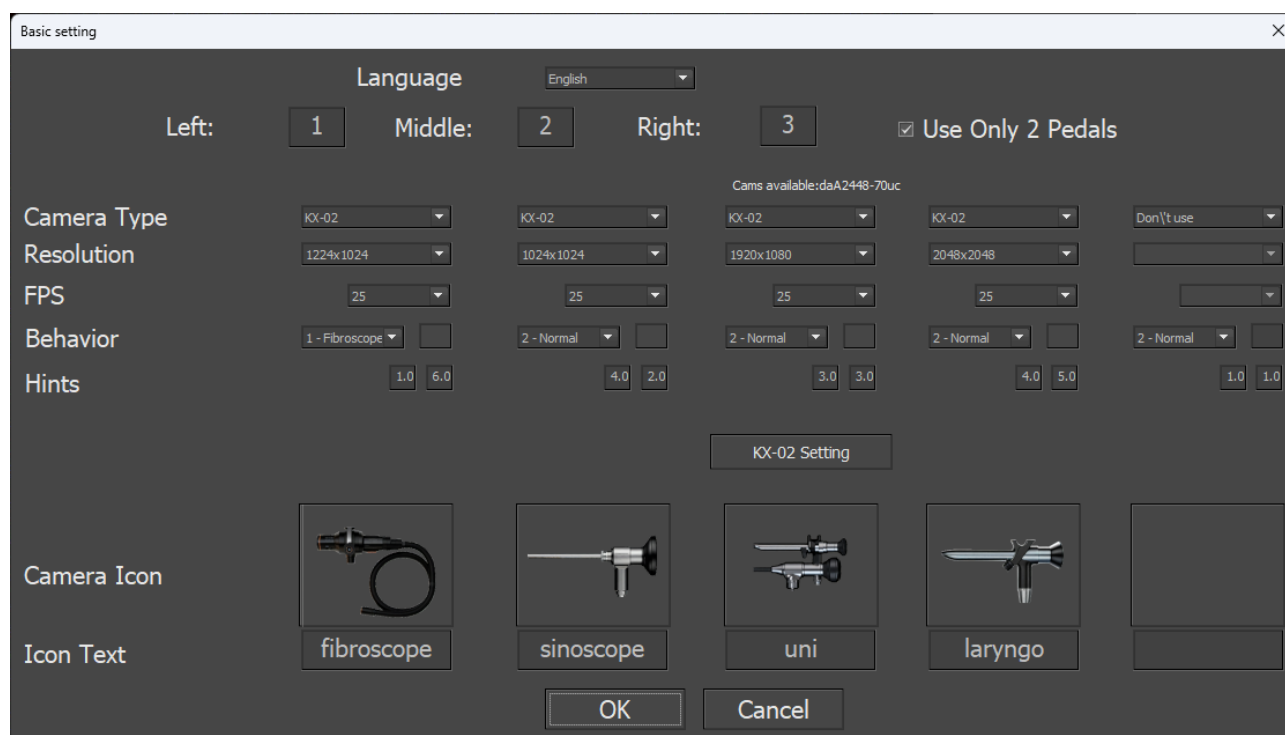 Basic setting
Language English
Left: 1 Middle: 2 Right: 3 Use Only 2 Pedals
Cams available:daA2448-70uc
Camera Type KX-02 KX-02 KX-02 KX-02 Don\'t use
Resolution 1224x1024 1024x1024 1920x1080 2048x2048
FPS 25 25 25 25
Behavior 1 - Fibroscope 2 - Normal 2 - Normal 2 - Normal 2 - Normal
Hints 1.0 6.0 4.0 2.0 3.0 3.0 4.0 5.0 1.0 1.0
KX-02 Setting
Camera Icon
Icon Text fibroscope sinoscope uni laryngo
OK Cancel